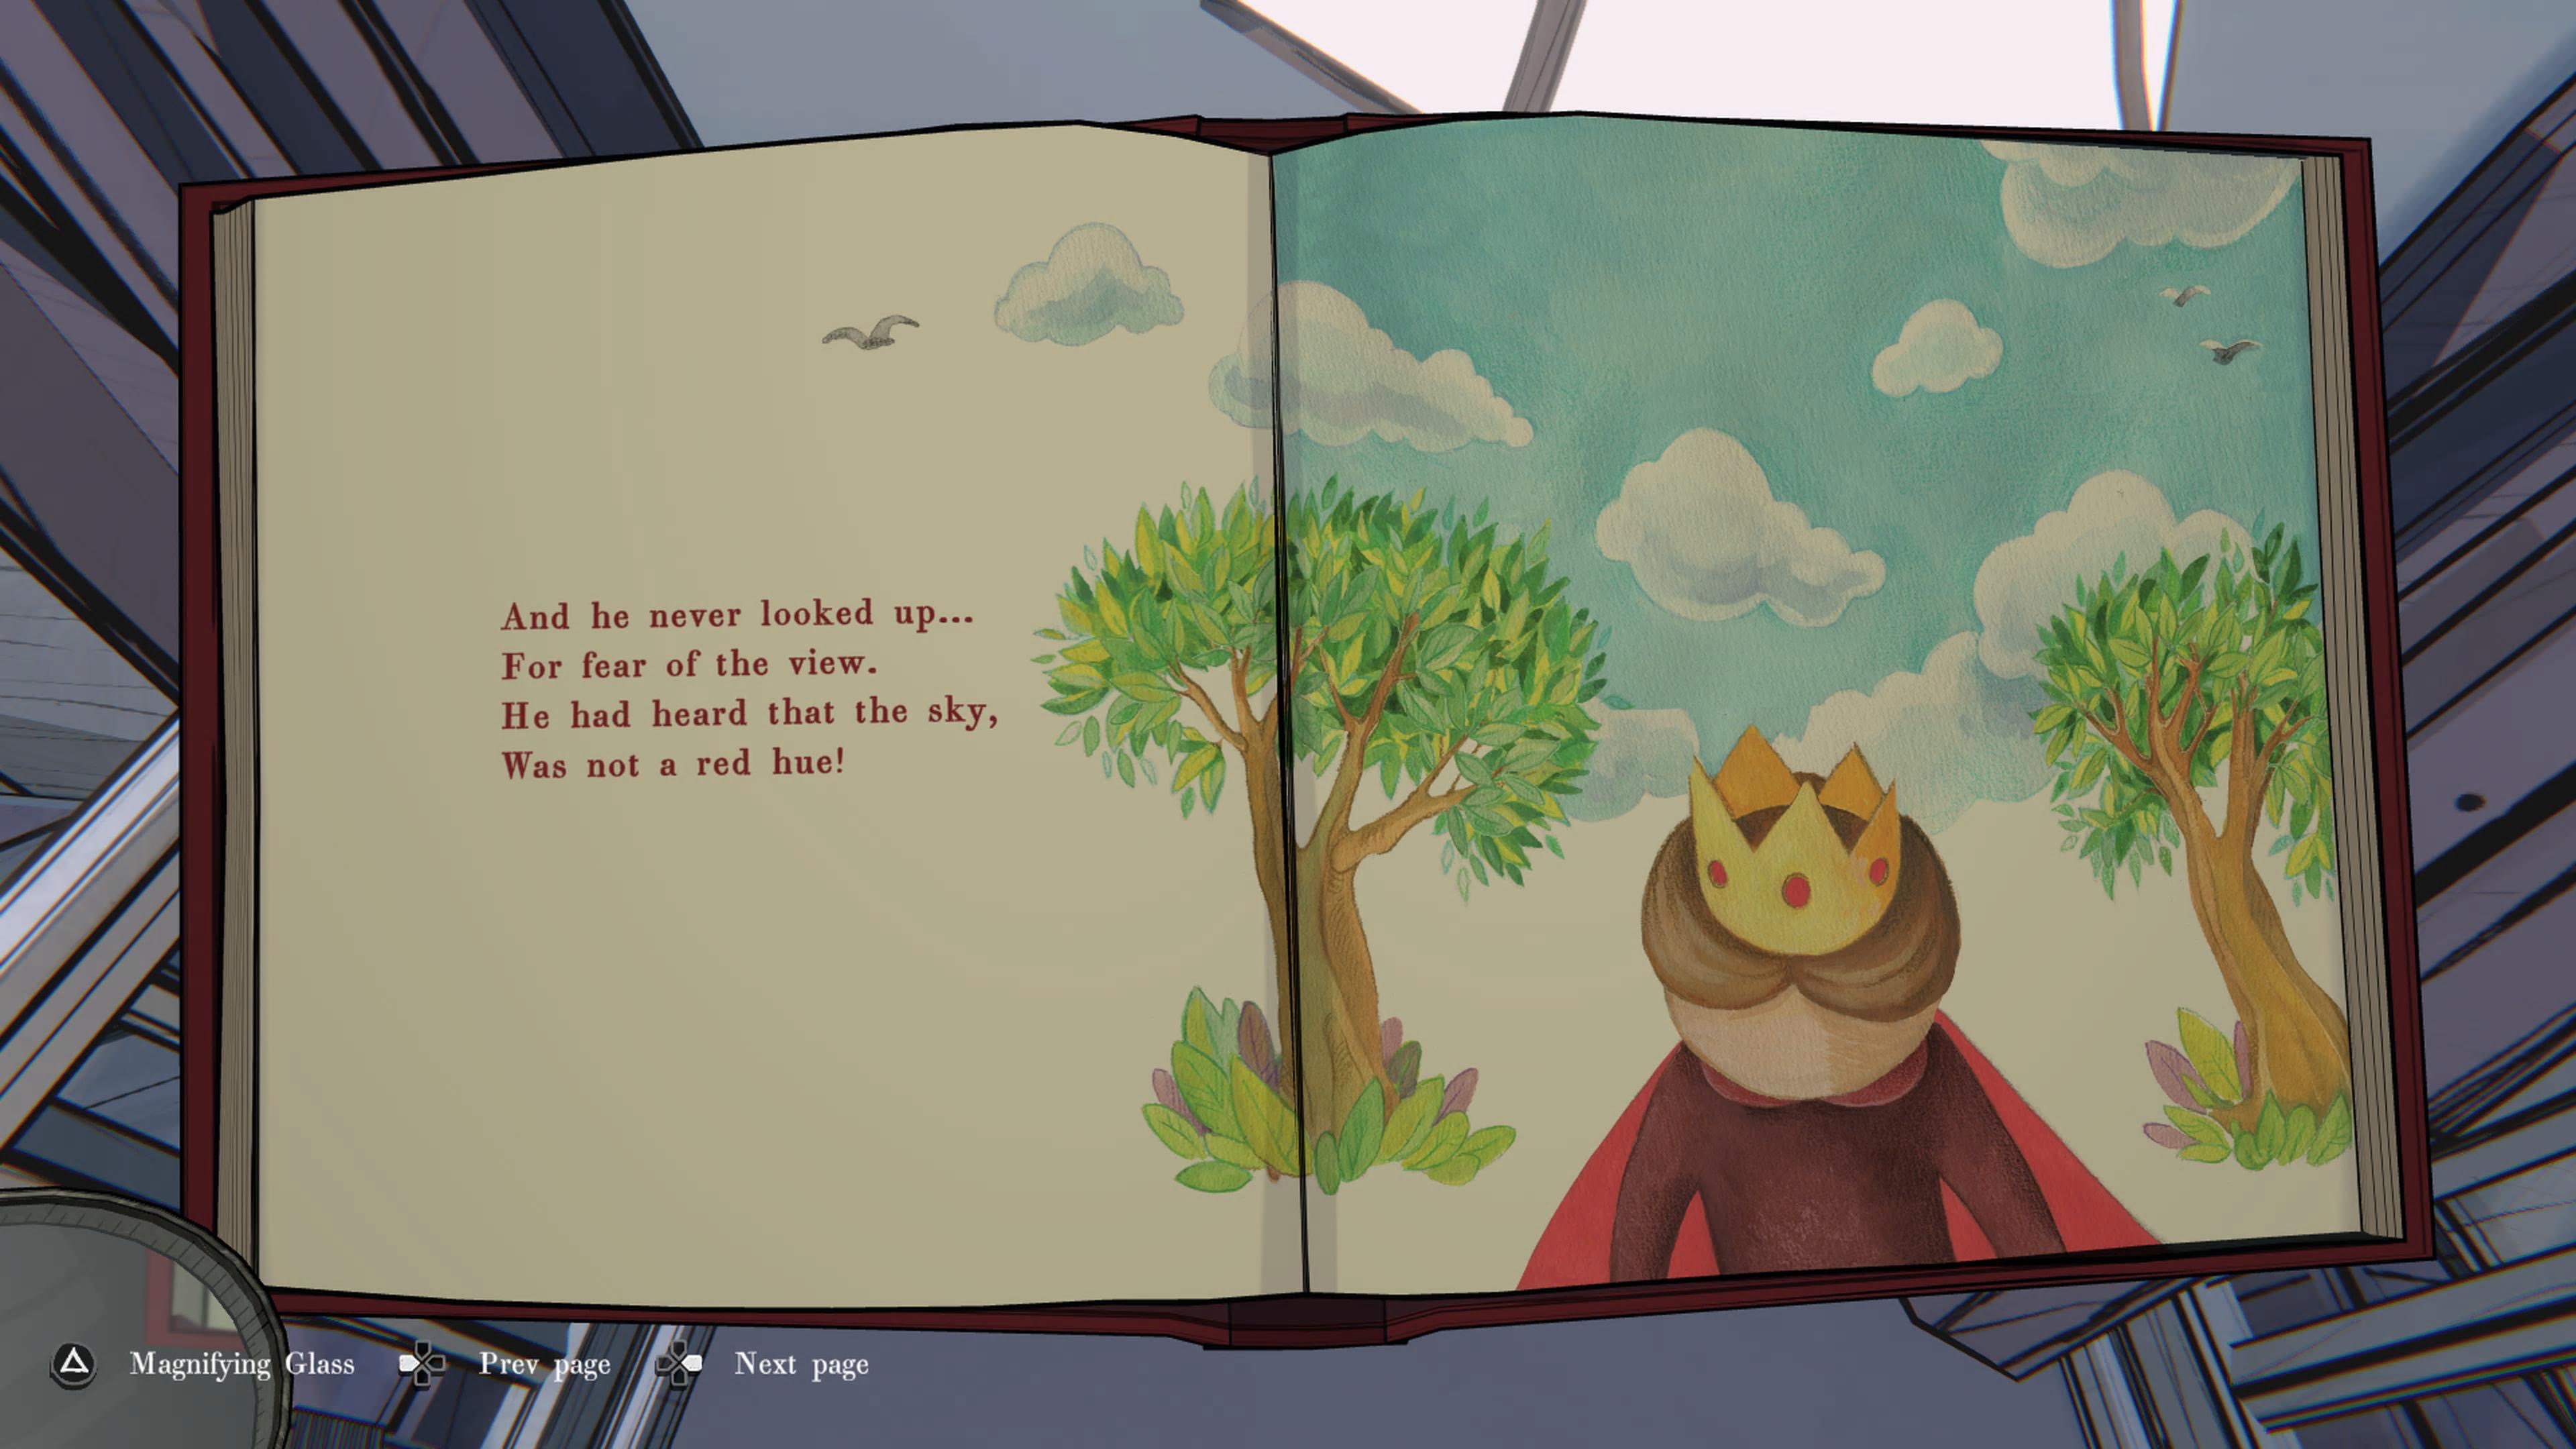 And he never looked up...
For fear of the view.
He had heard that the sky,
Was not a red hue!
Magnifying Glass
Prev page
Next page